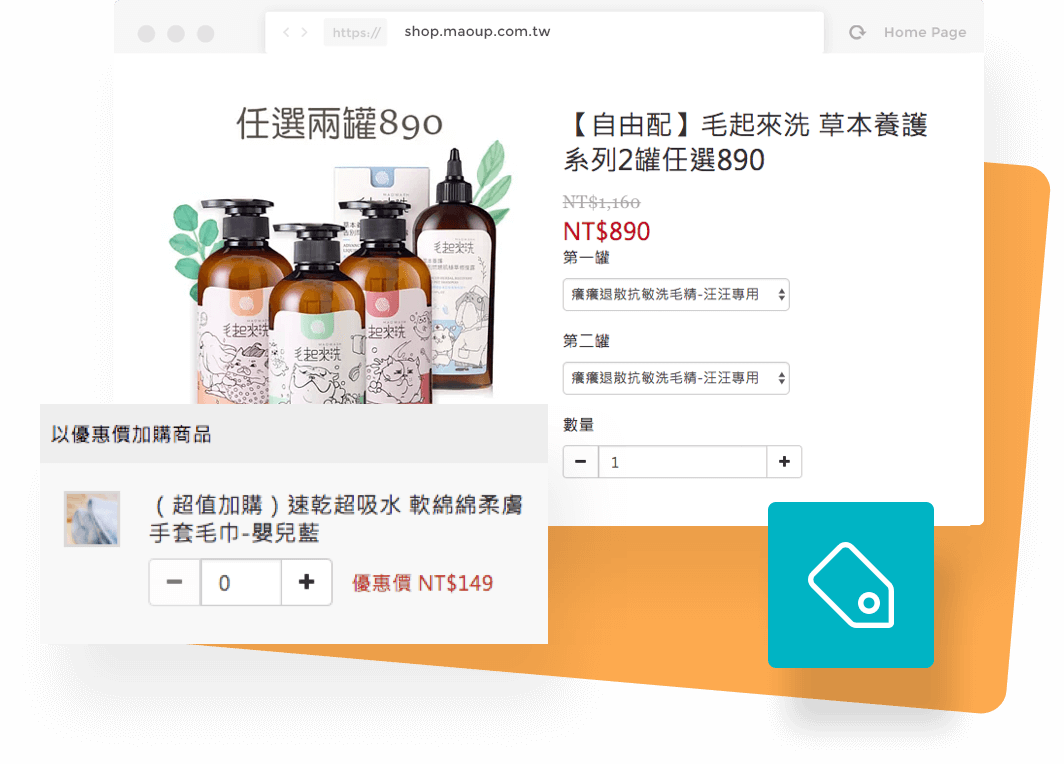 https://
shop.maoup.com.tw
Home Page
任選兩罐890
毛起來洗
毛起來洗
毛起來洗
起來洗
【自由配】毛起來洗 草本養護
系列2罐任選890
NT$1,160
NT$890
第一罐
癢癢退散抗敏洗毛精-汪汪專用
第二罐
癢癢退散抗敏洗毛精-汪汪專用
數量
1
以優惠價加購商品
（超值加購）速乾超吸水 軟綿綿柔膚
手套毛巾-嬰兒藍
0
優惠價 NT$149